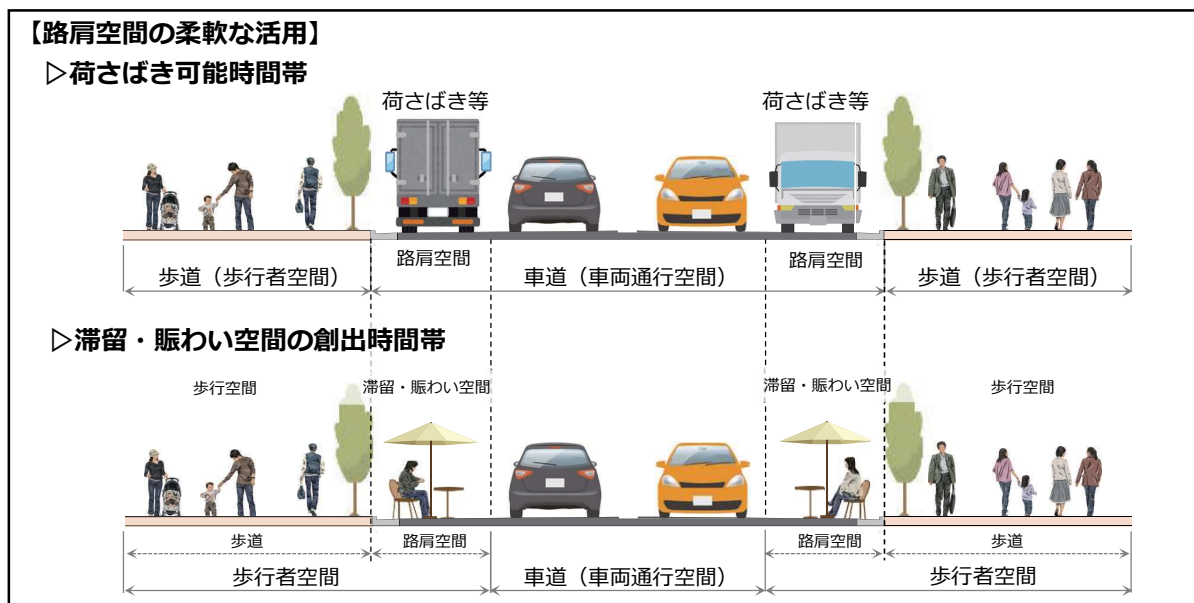 【路肩空間の柔軟な活用】
▷荷さばき可能時間帯
荷さばき等 荷さばき等
路肩空間 路肩空間
歩道（歩行者空間） 車道（車両通行空間） 歩道（歩行者空間）
▷滞留・賑わい空間の創出時間帯
歩行空間 滞留・賑わい空間 滞留・賑わい空間 歩行空間
歩道 路肩空間 路肩空間 歩道
歩行者空間 車道（車両通行空間） 歩行者空間